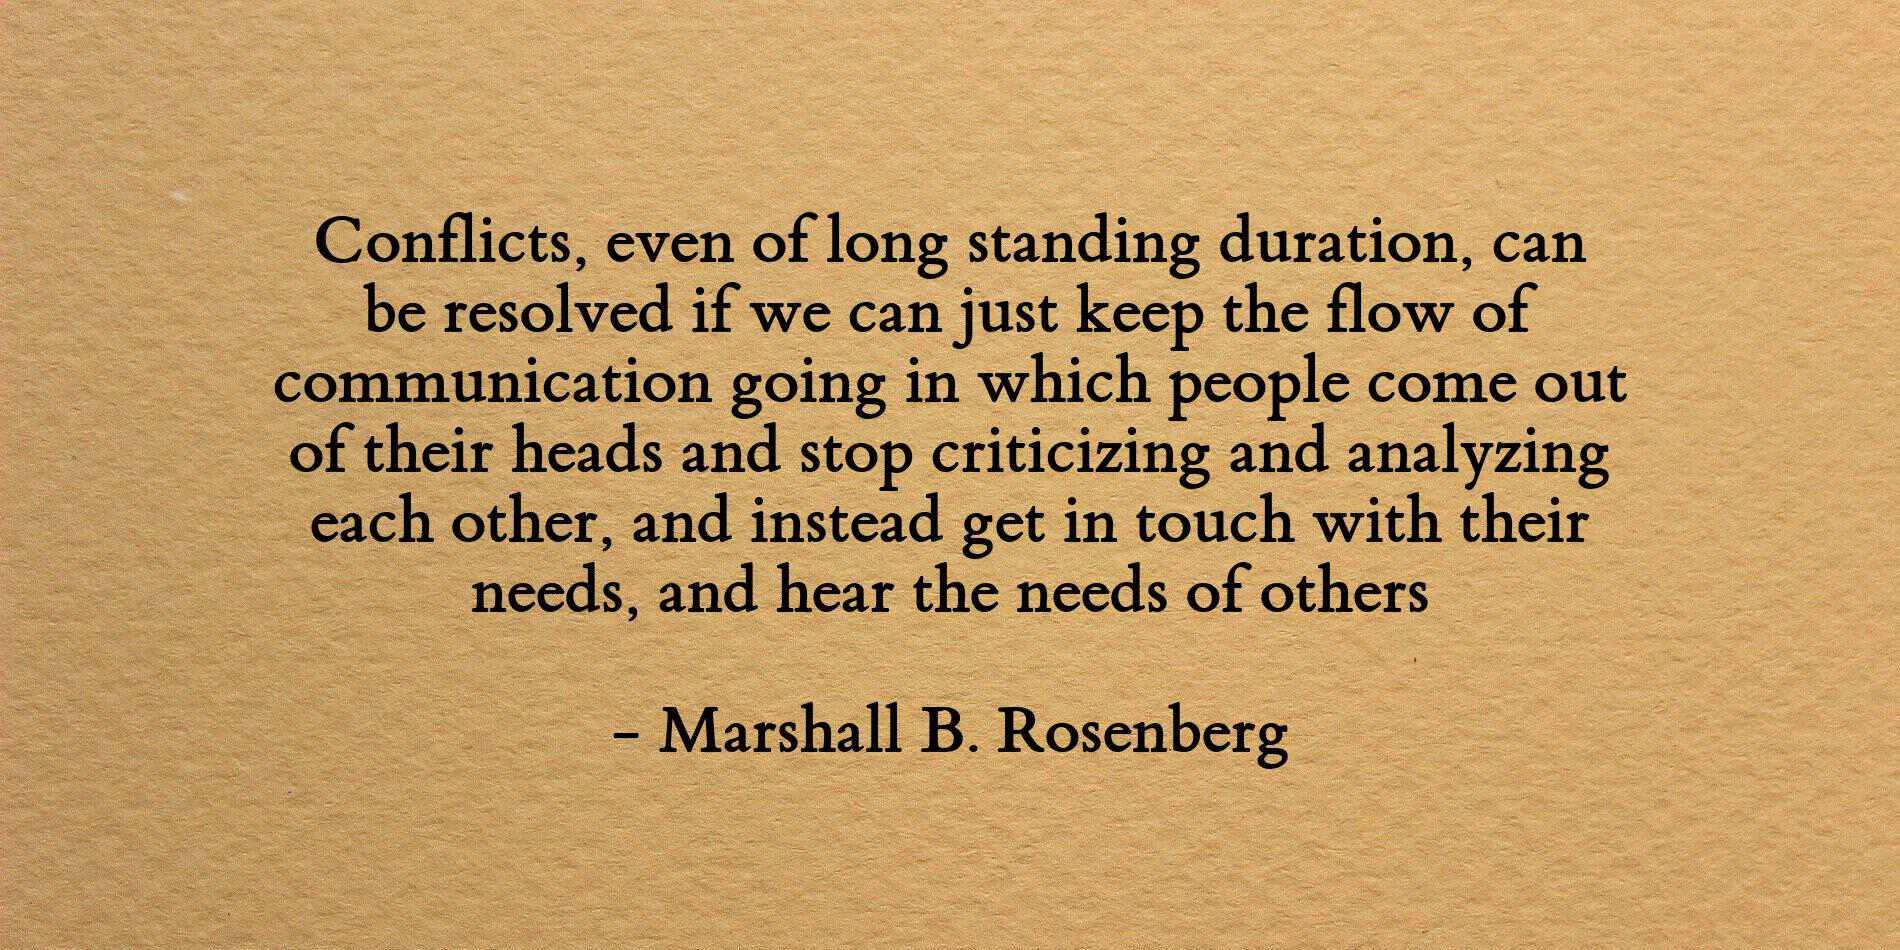 Conflicts, even of long standing duration, can
be resolved if we can just keep the flow of
communication going in which people come out
of their heads and stop criticizing and analyzing
each other, and instead get in touch with their
needs, and hear the needs of others
– Marshall B. Rosenberg